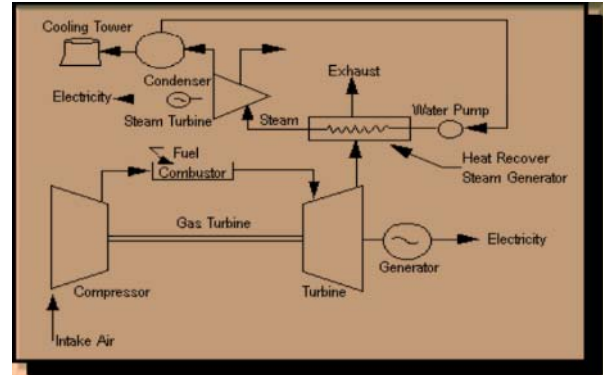 Cooling Tower
Condenser
Exhaust
Electricity
Steam Turbine
Steam
Water Pump
Heat Recover
Steam Generator
Fuel
Combustor
Gas Turbine
Electricity
Generator
Compressor
Turbine
Intake Air